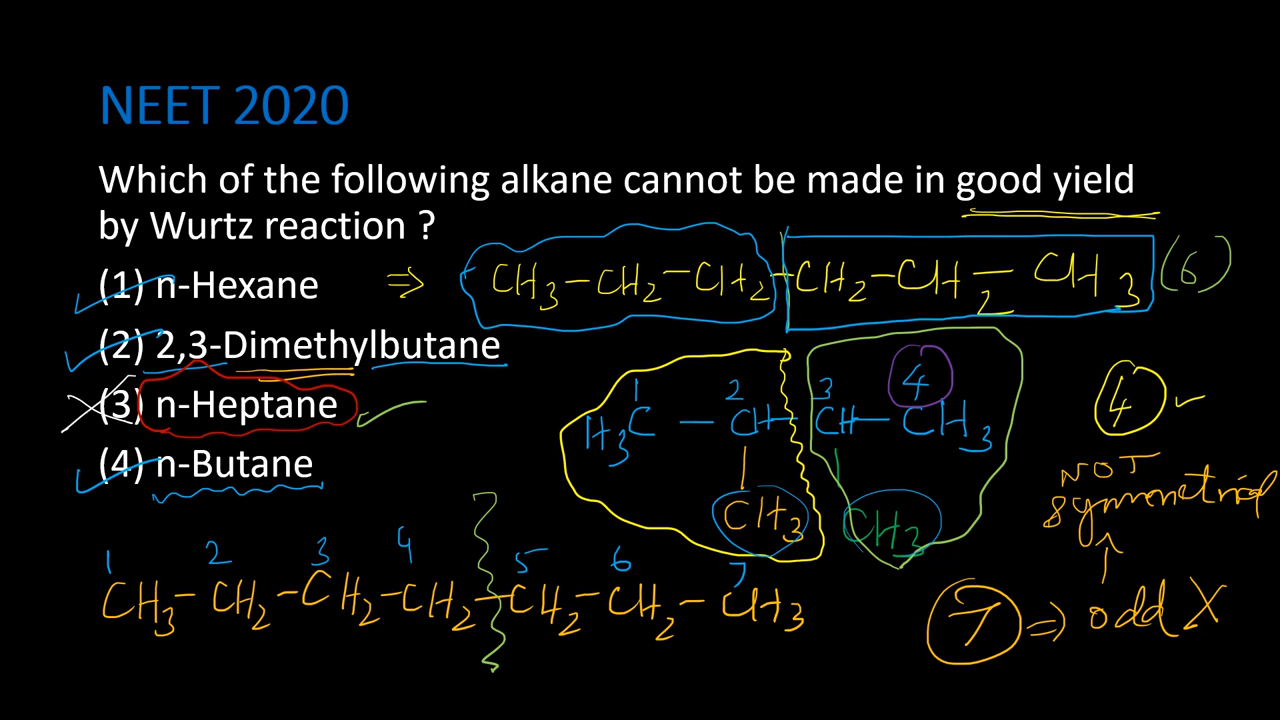 NEET 2020
Which of the following alkane cannot be made in good yield
by Wurtz reaction ?
(1) n-Hexane ⇒ CH3–CH2–CH2–CH2–CH2–CH3 (6)
(2) 2,3-Dimethylbutane
(3) n-Heptane
(4) n-Butane
1 2 3 4
H3C – CH – CH – CH3
CH3 CH3
4 ✓
NOT
symmetrical
↑
1 2 3 4 5 6 7
CH3–CH2–CH2–CH2–CH2–CH2–CH3
7 ⇒ odd X